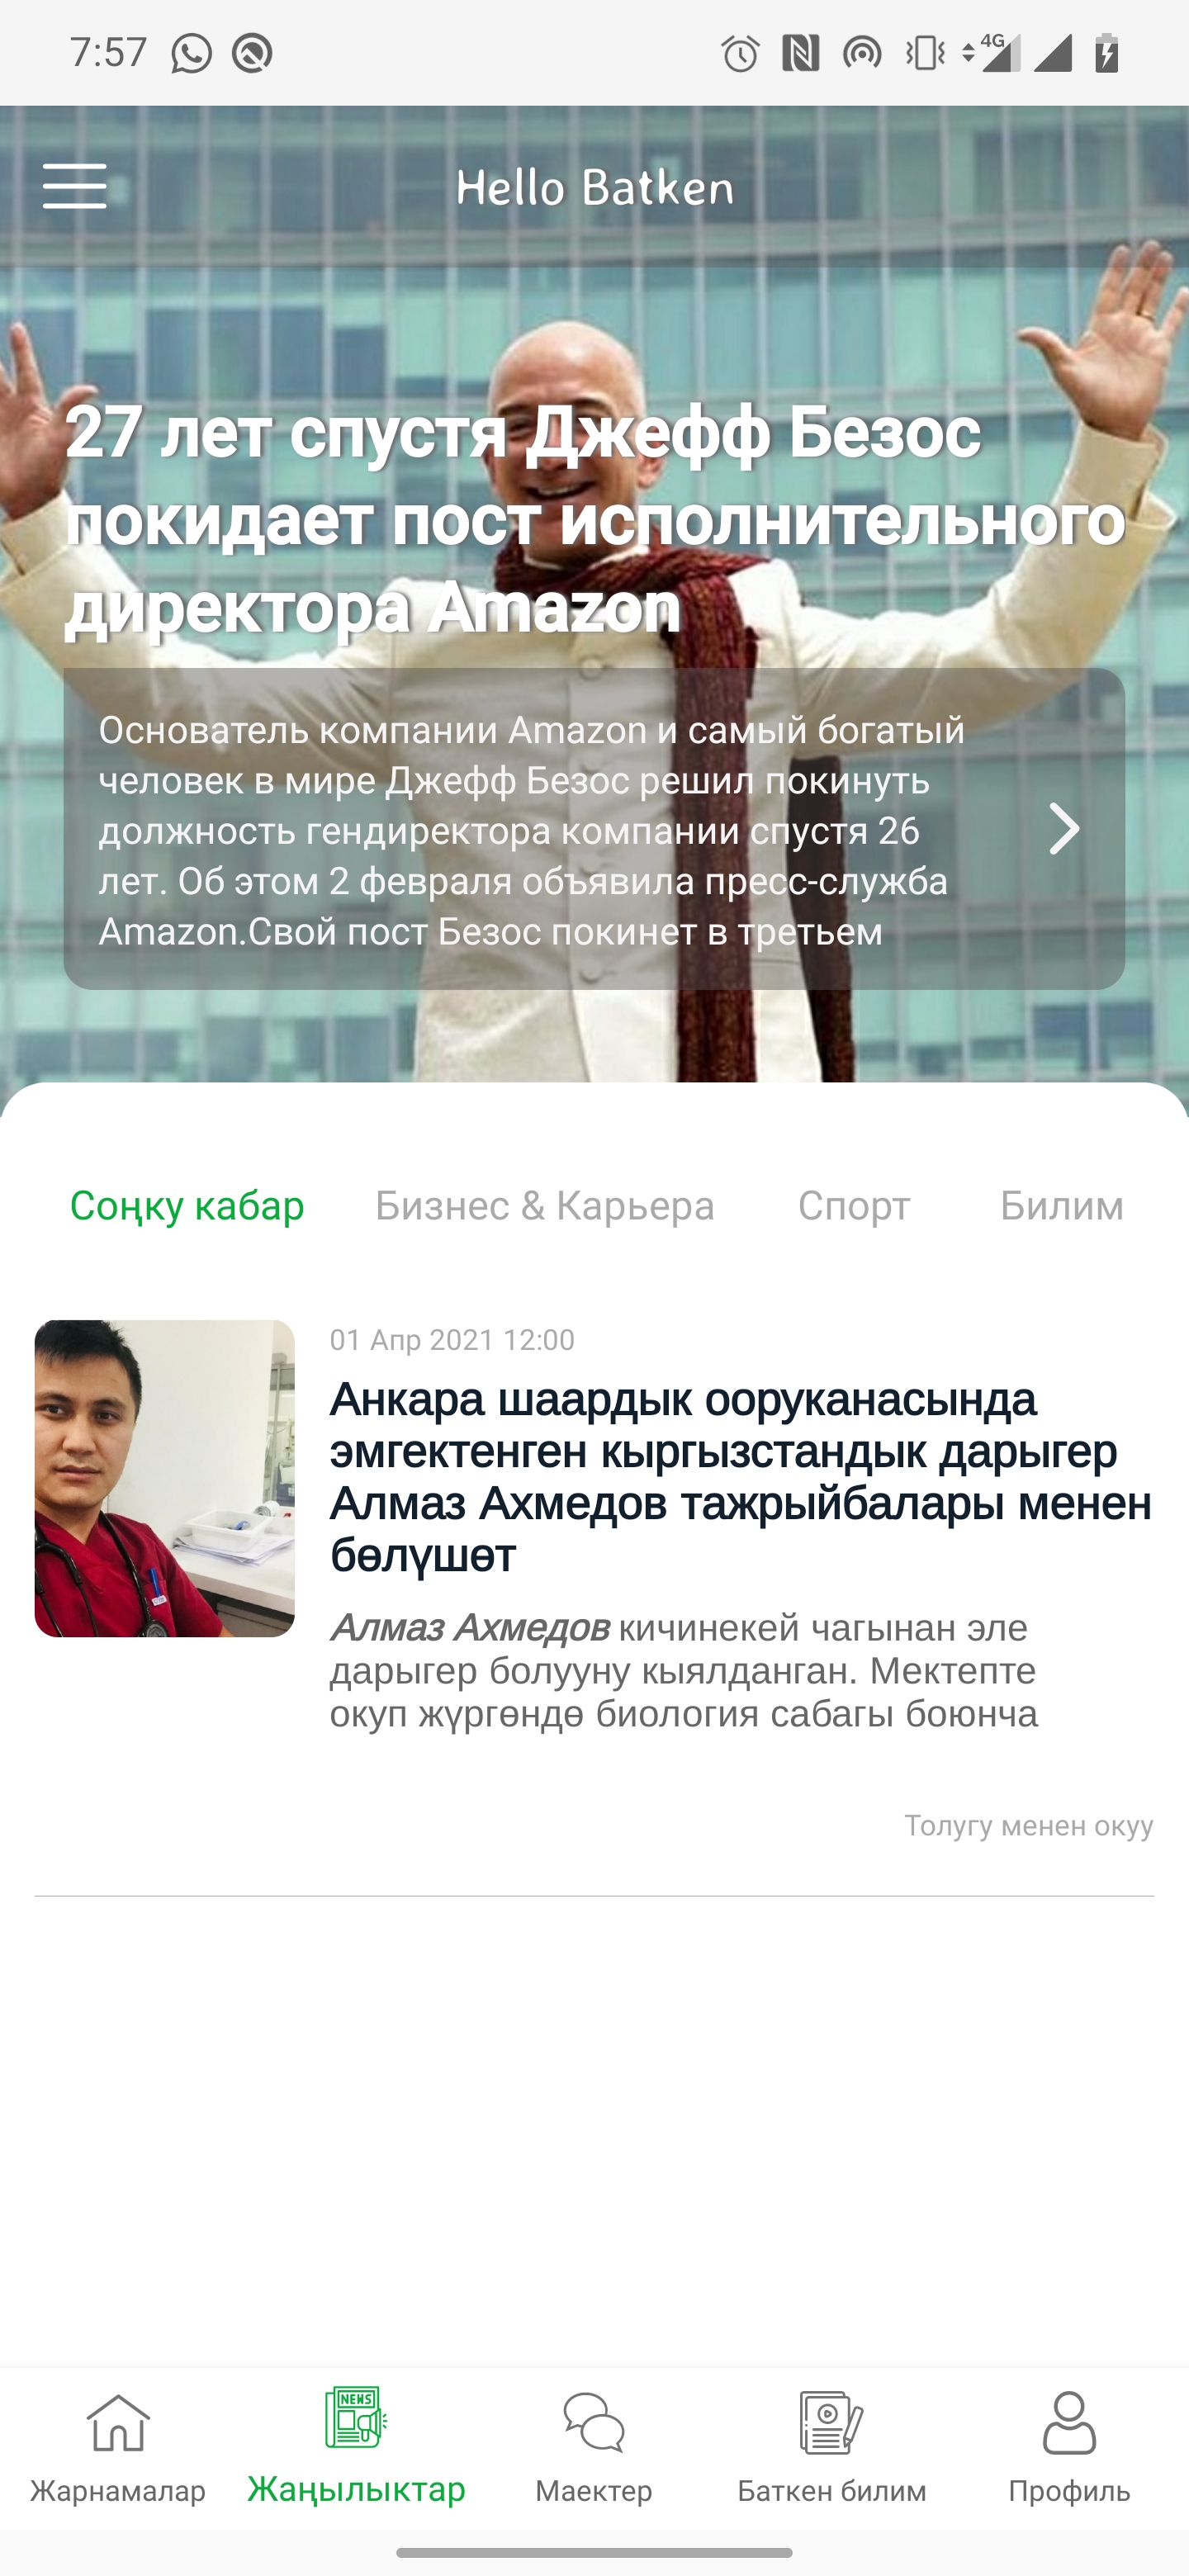 7:57
4G
Hello Batken
27 лет спустя Джефф Безос
покидает пост исполнительного
директора Amazon
Основатель компании Amazon и самый богатый
человек в мире Джефф Безос решил покинуть
должность гендиректора компании спустя 26
лет. Об этом 2 февраля объявила пресс-служба
Amazon.Свой пост Безос покинет в третьем
Соңку кабар
Бизнес & Карьера
Спорт
Билим
01 Апр 2021 12:00
Анкара шаардык ооруканасында
эмгектенген кыргызстандык дарыгер
Алмаз Ахмедов тажрыйбалары менен
бөлүшөт
Алмаз Ахмедов кичинекей чагынан эле
дарыгер болууну кыялданган. Мектепте
окуп жүргөндө биология сабагы боюнча
Толугу менен окуу
NEWS
Жарнамалар
Жаңылыктар
Маектер
Баткен билим
Профиль